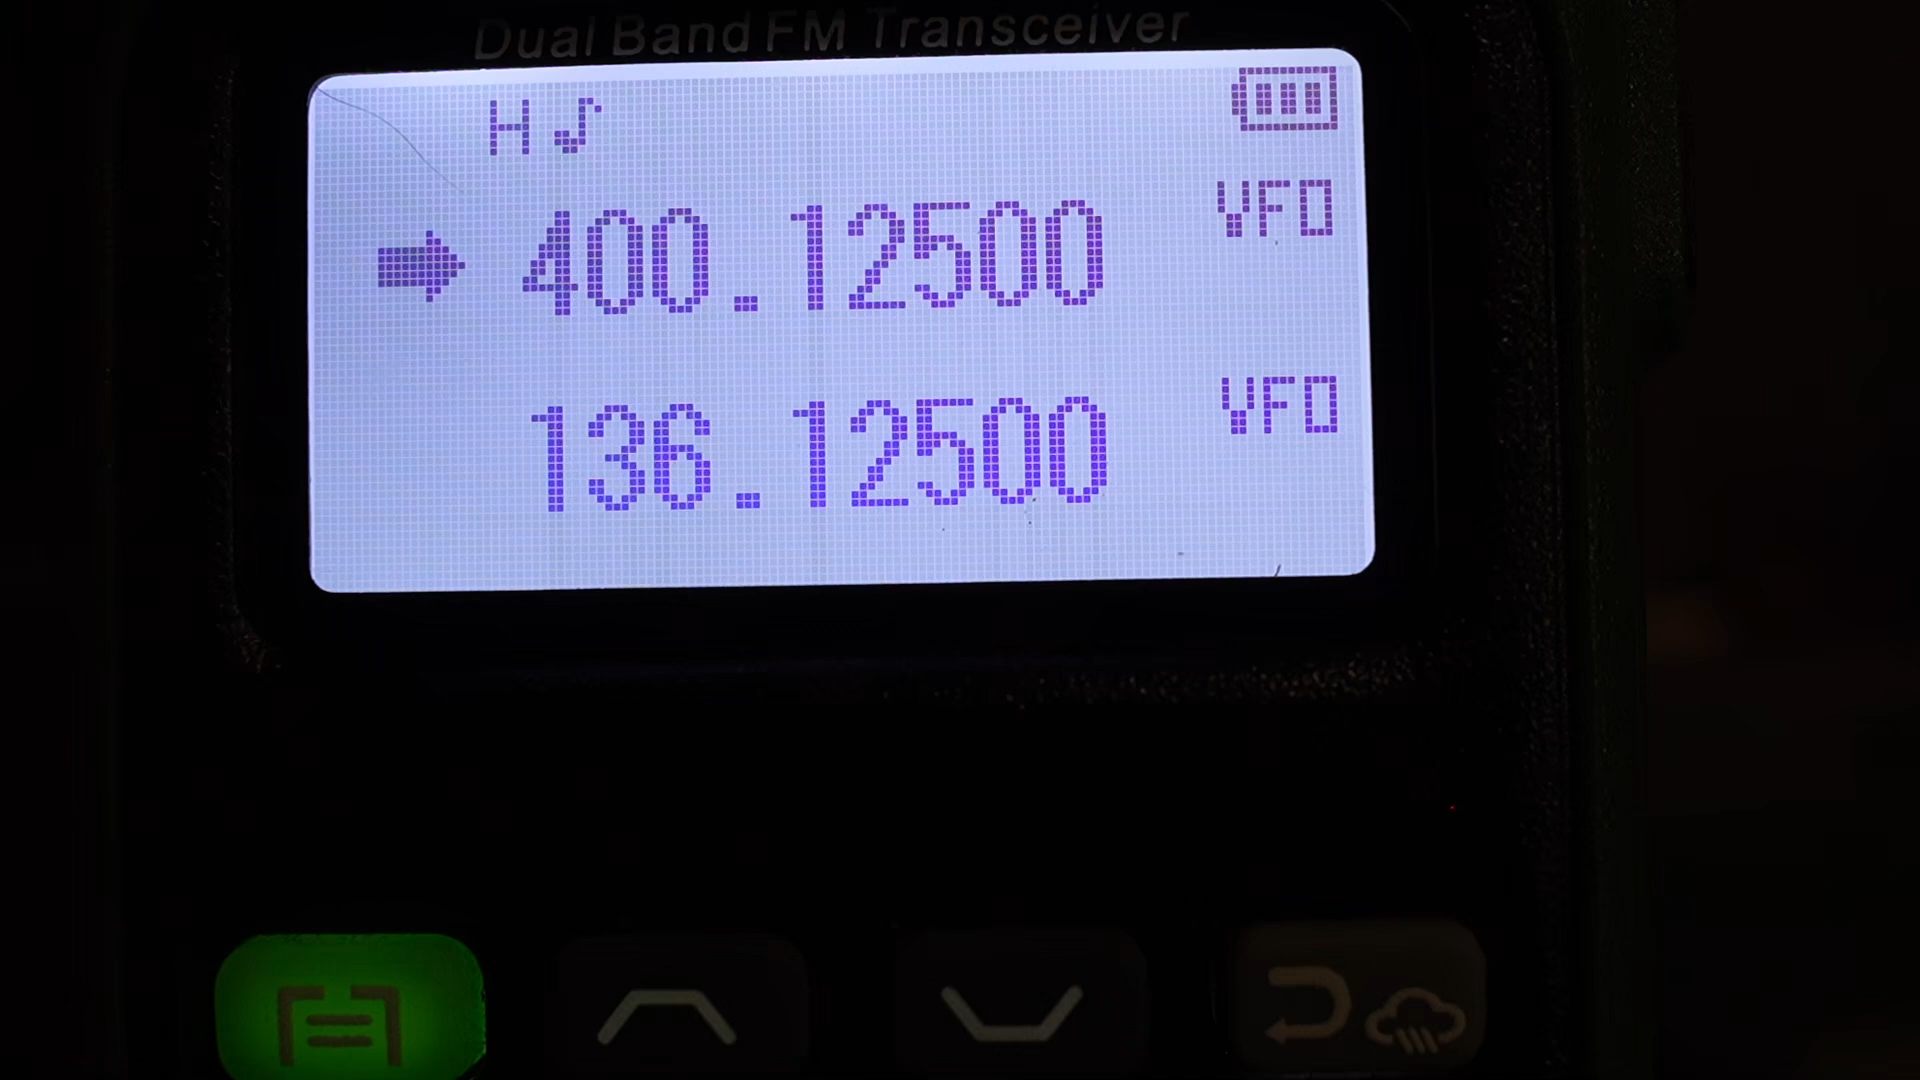 Dual Band FM Transceiver
H
VFO
400.12500
VFO
136.12500